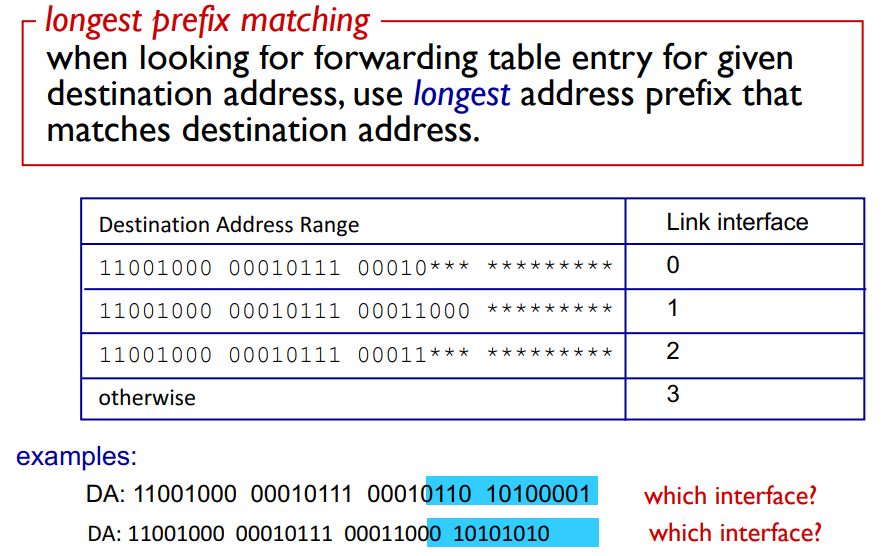 longest prefix matching
when looking for forwarding table entry for given
destination address, use longest address prefix that
matches destination address.
Destination Address Range Link interface
11001000 00010111 00010*** ********* 0
11001000 00010111 00011000 ********* 1
11001000 00010111 00011*** ********* 2
otherwise 3
examples:
DA: 11001000 00010111 00010110 10100001 which interface?
DA: 11001000 00010111 00011000 10101010 which interface?